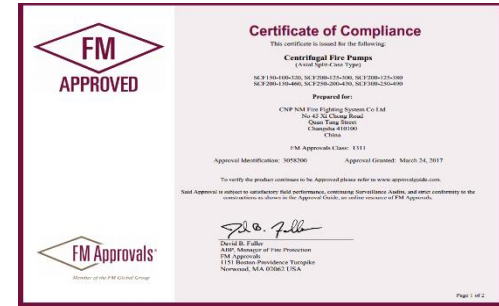 FM
APPROVED
Certificate of Compliance
This certificate is issued for the following:
Centrifugal Fire Pumps
(Axial Split-Case Type)
SCF150-100-320, SCF200-125-300, SCF200-125-380
SCF200-150-460, SCF250-200-430, SCF300-250-490
Prepared for:
CNP NM Fire Fighting System Co Ltd
No 45 Xi Chong Road
Quan Tang Street
Changsha 410100
China
FM Approvals Class: 1311
Approval Identification: 3058200 Approval Granted: March 24, 2017
To verify the product continues to be Approved please refer to www.approvalguide.com.
Said Approval is subject to satisfactory field performance, continuing Surveillance Audits, and strict conformity to the
constructions as shown in the Approval Guide, an online resource of FM Approvals.
David B. Fuller
ABP, Manager of Fire Protection
FM Approvals
1151 Boston-Providence Turnpike
Norwood, MA 02062 USA
FM Approvals
Member of the FM Global Group
Page 1 of 2